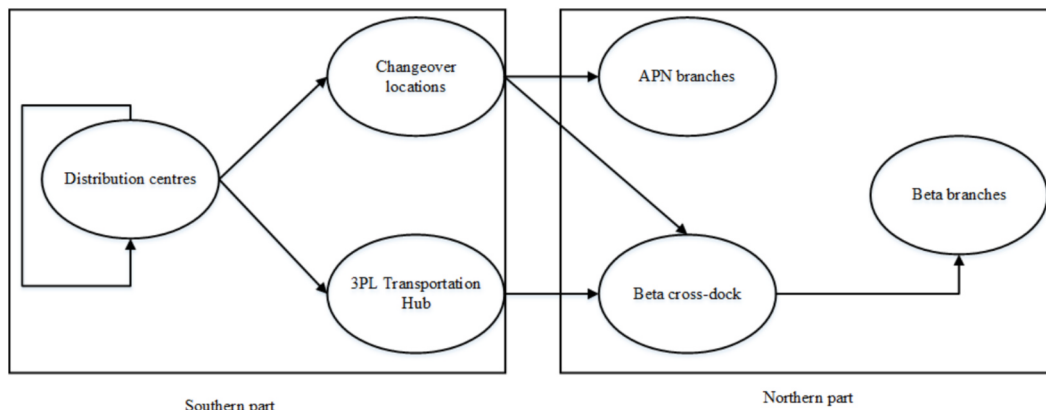 Changeover
locations
APN branches
Distribution centres
Beta branches
3PL Transportation
Hub
Beta cross-dock
Southern part
Northern part